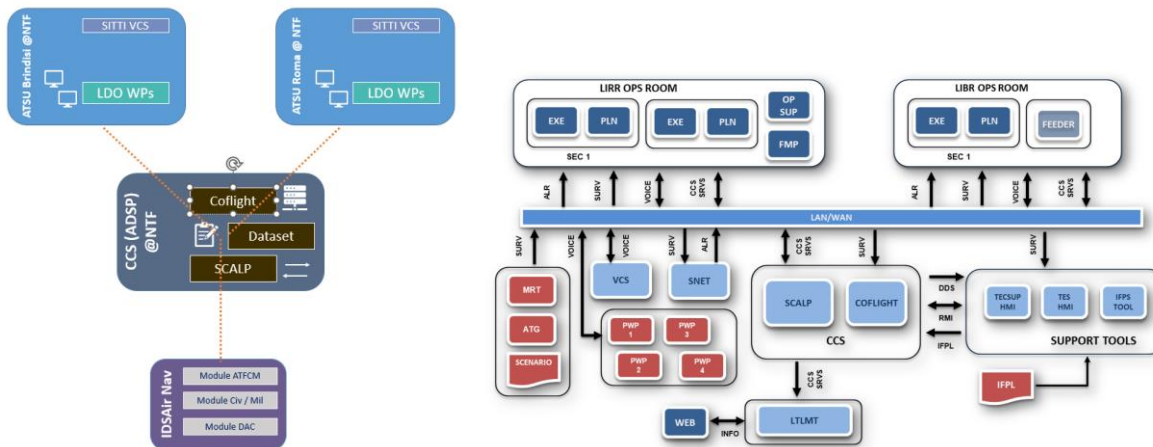 SITTI VCS
LDO WPs
ATSU Brindisi @NTF
SITTI VCS
LDO WPs
ATSU Roma @ NTF
CCS (ADSP)
@NTF
Coflight
Dataset
SCALP
IDSAir Nav
Module ATFCM
Module Civ / Mil
Module DAC
LIRR OPS ROOM
EXE
PLN
EXE
PLN
OP
SUP
FMP
SEC 1
LIBR OPS ROOM
EXE
PLN
FEEDER
SEC 1
ALR
SURV
VOICE
CCS
SRVS
ALR
SURV
VOICE
CCS
SRVS
LAN/WAN
SURV
VOICE
VOICE
SURV
ALR
CCS
SRVS
SURV
SURV
MRT
ATG
SCENARIO
VCS
SNET
PWP
1
PWP
3
PWP
2
PWP
4
SCALP
COFLIGHT
CCS
DDS
RMI
IFPL
TECSUP
HMI
TES
HMI
IFPS
TOOL
SUPPORT TOOLS
IFPL
CCS
SRVS
WEB
INFO
LTLMT